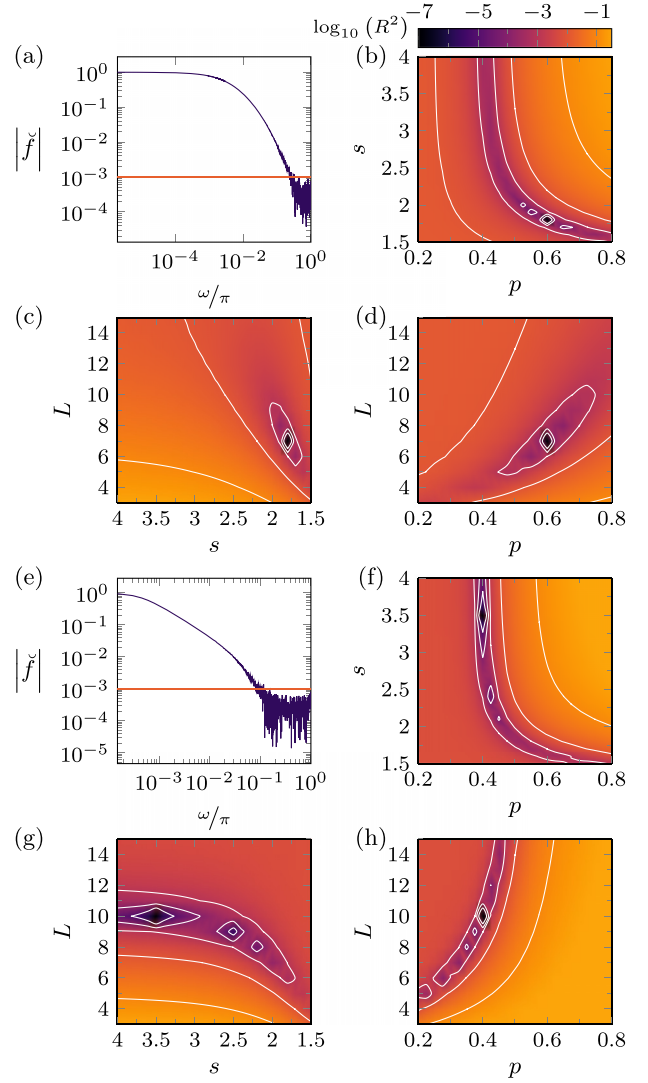 log₁₀ (R²) −7 −5 −3 −1
(a) (b)
10⁰ 10⁻¹ 10⁻² 10⁻³ 10⁻⁴
|f̆|
10⁻⁴ 10⁻² 10⁰
ω/π
4 3.5 3 2.5 2 1.5
s
0.2 0.4 0.6 0.8
p
(c) (d)
14 12 10 8 6 4
L
4 3.5 3 2.5 2 1.5
s
14 12 10 8 6 4
L
0.2 0.4 0.6 0.8
p
(e) (f)
10⁰ 10⁻¹ 10⁻² 10⁻³ 10⁻⁴ 10⁻⁵
|f̆|
10⁻³ 10⁻² 10⁻¹ 10⁰
ω/π
4 3.5 3 2.5 2 1.5
s
0.2 0.4 0.6 0.8
p
(g) (h)
14 12 10 8 6 4
L
4 3.5 3 2.5 2 1.5
s
14 12 10 8 6 4
L
0.2 0.4 0.6 0.8
p